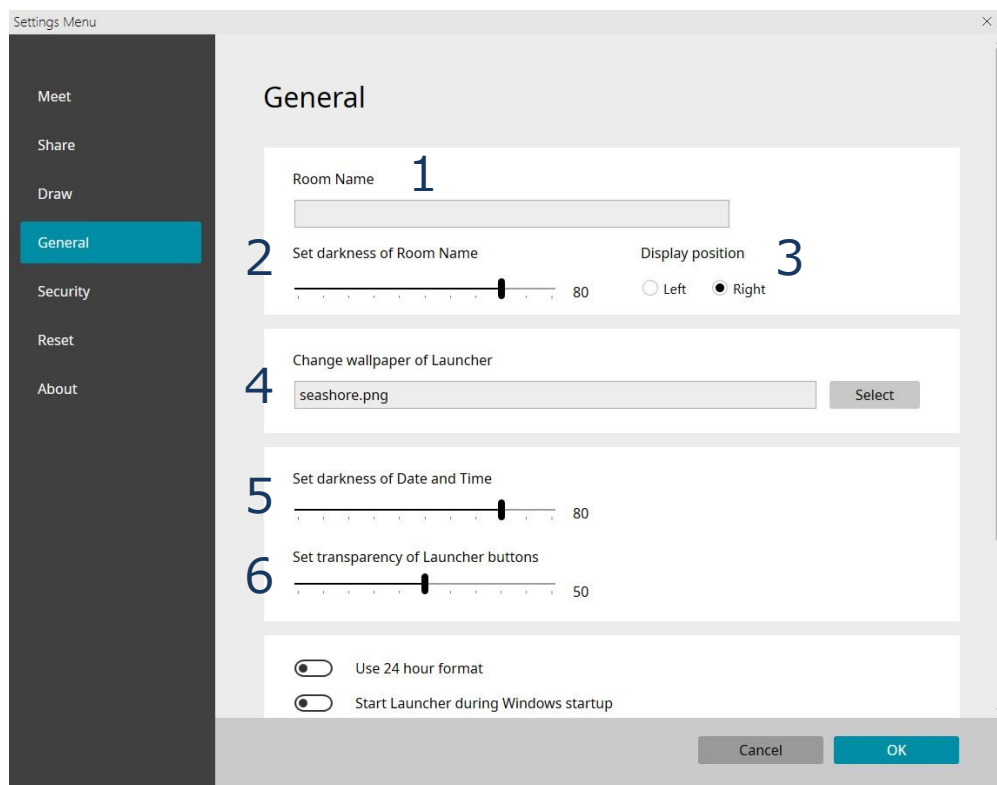 Settings Menu
Meet
Share
Draw
General
Security
Reset
About
General
Room Name 1
2 Set darkness of Room Name
80
Display position 3
Left Right
Change wallpaper of Launcher
4 seashore.png Select
Set darkness of Date and Time
5 80
Set transparency of Launcher buttons
6 50
Use 24 hour format
Start Launcher during Windows startup
Cancel OK